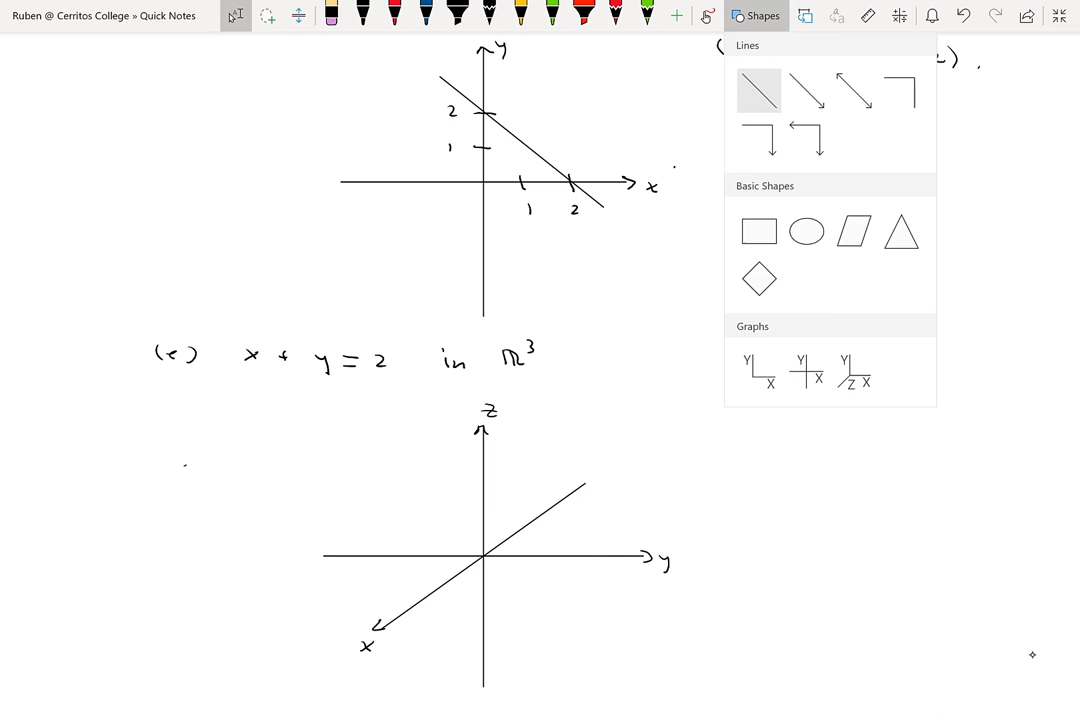 Ruben @ Cerritos College » Quick Notes
Shapes
Lines
Basic Shapes
Graphs
Y X
Y X
Y Z X
y
2
1
x
1 2
(e) x + y = 2 in ℝ³
z
y
x